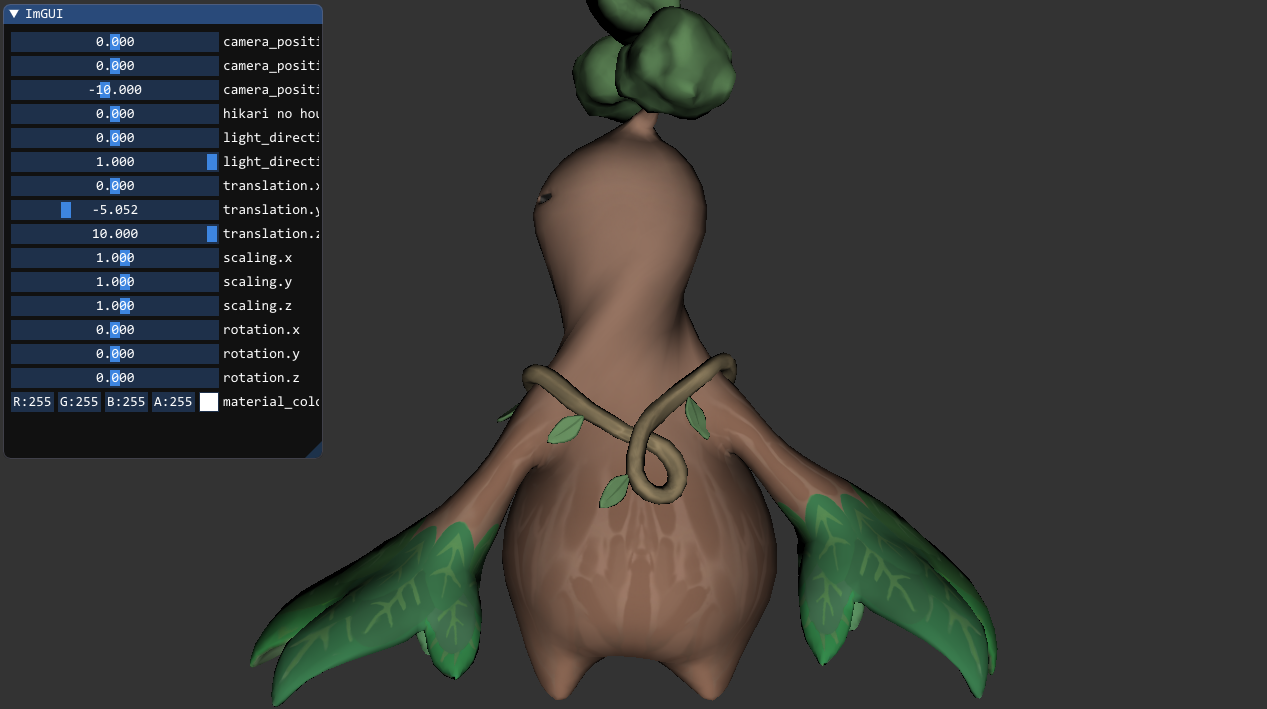 ImGUI
0.000 camera_positi
0.000 camera_positi
-10.000 camera_positi
0.000 hikari no hou
0.000 light_directi
1.000 light_directi
0.000 translation.x
-5.052 translation.y
10.000 translation.z
1.000 scaling.x
1.000 scaling.y
1.000 scaling.z
0.000 rotation.x
0.000 rotation.y
0.000 rotation.z
R:255 G:255 B:255 A:255 material_colo